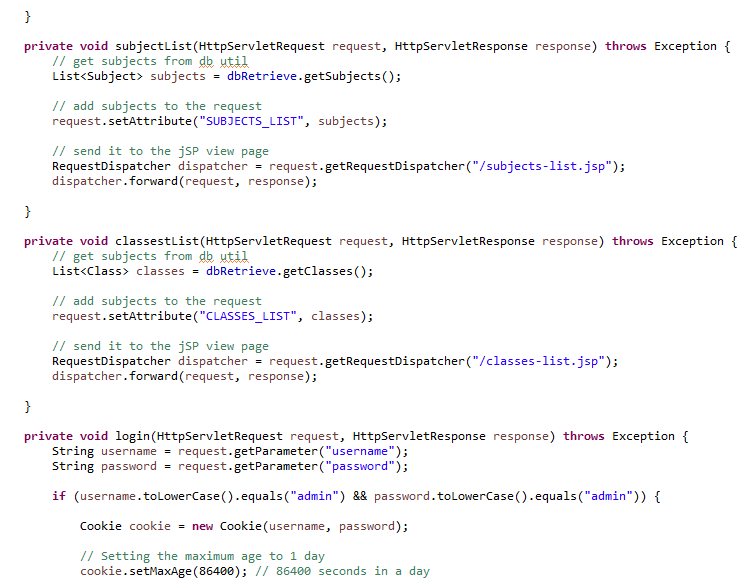 }
private void subjectList(HttpServletRequest request, HttpServletResponse response) throws Exception {
// get subjects from db util
List<Subject> subjects = dbRetrieve.getSubjects();
// add subjects to the request
request.setAttribute("SUBJECTS_LIST", subjects);
// send it to the jSP view page
RequestDispatcher dispatcher = request.getRequestDispatcher("/subjects-list.jsp");
dispatcher.forward(request, response);
}
private void classestList(HttpServletRequest request, HttpServletResponse response) throws Exception {
// get subjects from db util
List<Class> classes = dbRetrieve.getClasses();
// add subjects to the request
request.setAttribute("CLASSES_LIST", classes);
// send it to the jSP view page
RequestDispatcher dispatcher = request.getRequestDispatcher("/classes-list.jsp");
dispatcher.forward(request, response);
}
private void login(HttpServletRequest request, HttpServletResponse response) throws Exception {
String username = request.getParameter("username");
String password = request.getParameter("password");
if (username.toLowerCase().equals("admin") && password.toLowerCase().equals("admin")) {
Cookie cookie = new Cookie(username, password);
// Setting the maximum age to 1 day
cookie.setMaxAge(86400); // 86400 seconds in a day